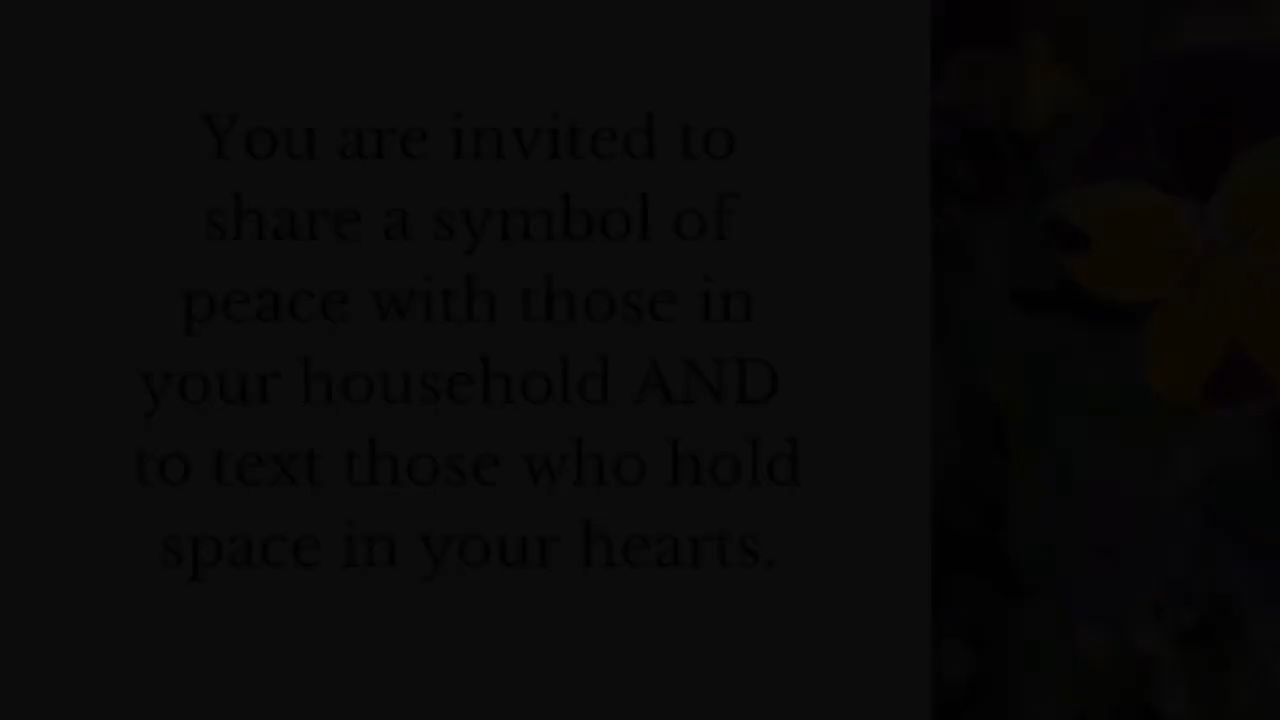 You are invited to
share a symbol of
peace with those in
your household AND
to text those who hold
space in your hearts.